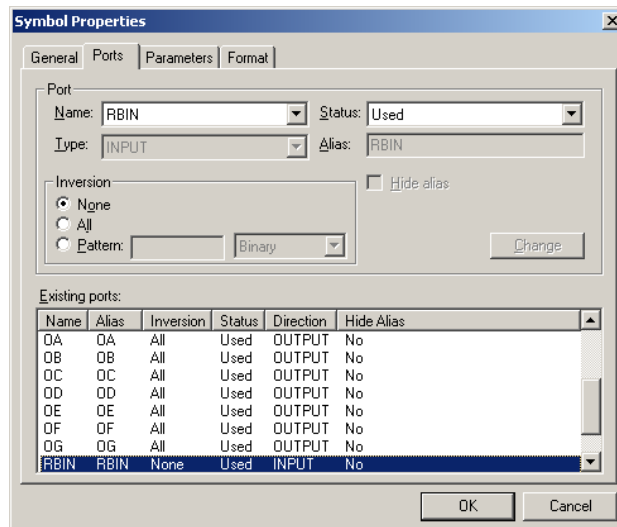 Symbol Properties
General Ports Parameters Format
Port
Name: RBIN Status: Used
Type: INPUT Alias: RBIN
Inversion Hide alias
None
All
Pattern: Binary Change
Existing ports:
Name Alias Inversion Status Direction Hide Alias
OA OA All Used OUTPUT No
OB OB All Used OUTPUT No
OC OC All Used OUTPUT No
OD OD All Used OUTPUT No
OE OE All Used OUTPUT No
OF OF All Used OUTPUT No
OG OG All Used OUTPUT No
RBIN RBIN None Used INPUT No
OK Cancel